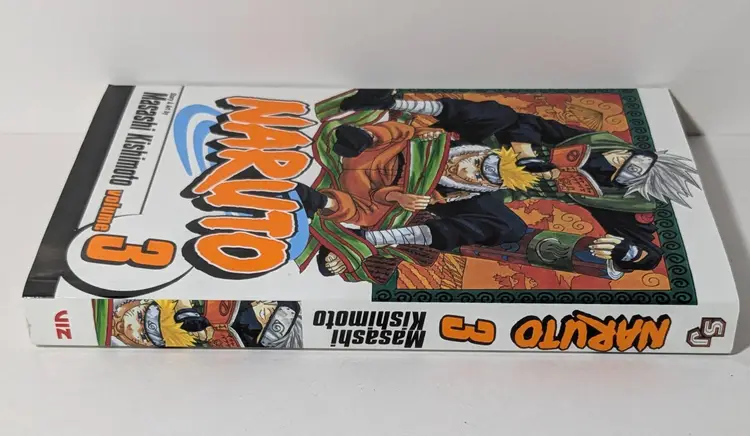 NARUTO
Story & Art by
Masashi Kishimoto
volume
3
SJ
NARUTO 3
Masashi
Kishimoto
VIZ